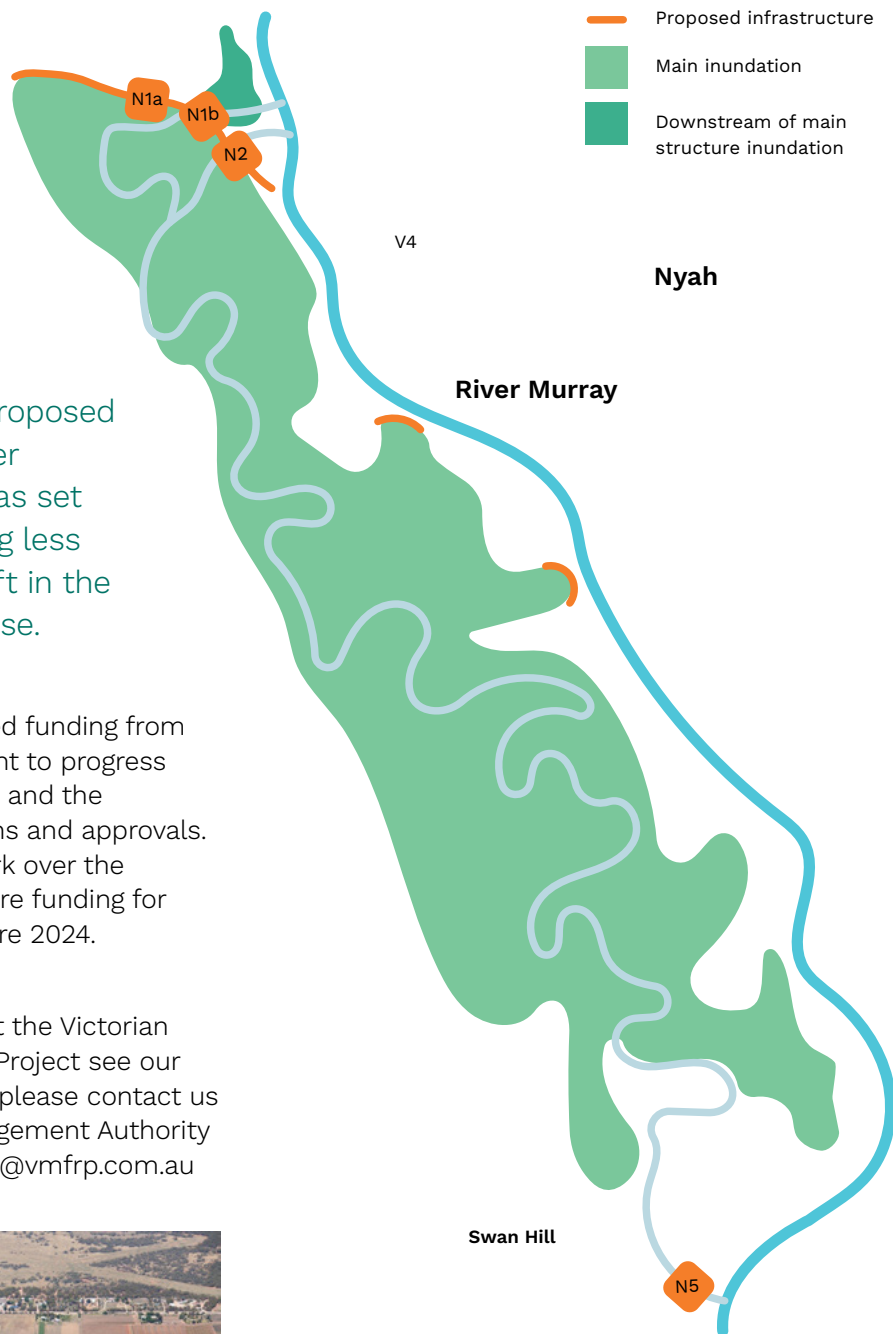 Proposed infrastructure
Main inundation
Downstream of main
structure inundation
N1a
N1b
N2
V4
Nyah
River Murray
as set
g less
ft in the
se.
ed funding from
nt to progress
and the
ns and approvals.
rk over the
re funding for
re 2024.
t the Victorian
Project see our
please contact us
gement Authority
@vmfrp.com.au
Swan Hill
N5